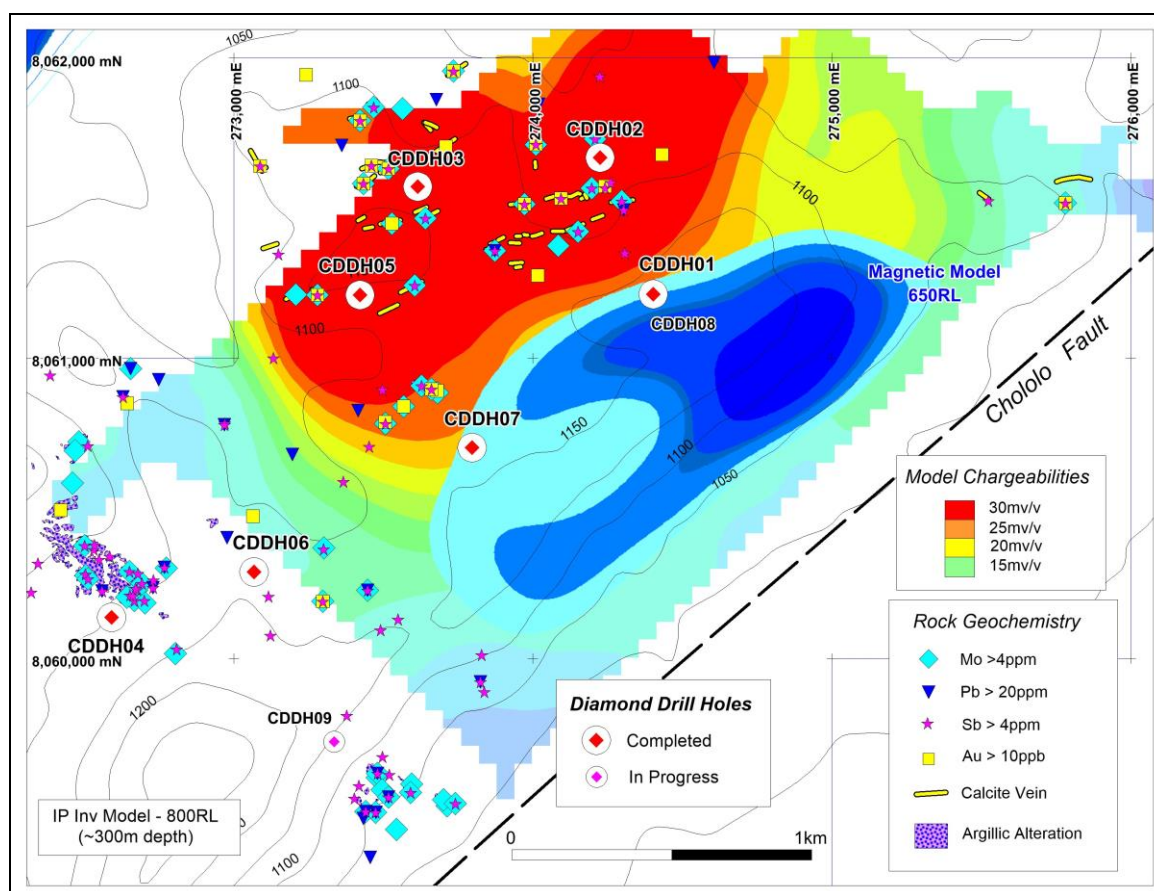 1050
8,062,000 mN
273,000 mE
274,000 mE
275,000 mE
276,000 mE
1100
CDDH02
CDDH03
1100
CDDH05
CDDH01
Magnetic Model
650RL
CDDH08
1100
8,061,000 mN
Chololo Fault
CDDH07
1150
1100
1050
Model Chargeabilities
30mv/v
25mv/v
20mv/v
15mv/v
CDDH06
CDDH04
8,060,000 mN
1200
CDDH09
1100
Diamond Drill Holes
Completed
In Progress
Rock Geochemistry
Mo >4ppm
Pb > 20ppm
Sb > 4ppm
Au > 10ppb
Calcite Vein
Argillic Alteration
IP Inv Model - 800RL
(~300m depth)
0 1km